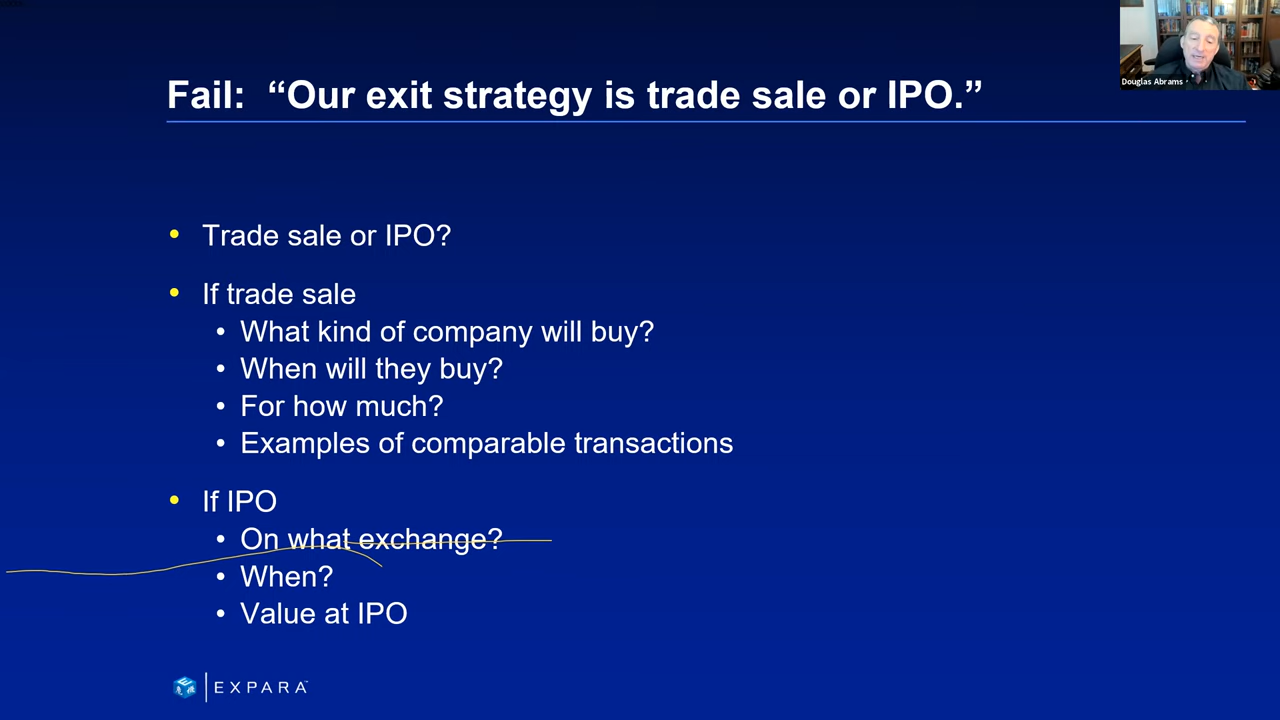 Douglas Abrams
Fail: “Our exit strategy is trade sale or IPO.”
• Trade sale or IPO?
• If trade sale
• What kind of company will buy?
• When will they buy?
• For how much?
• Examples of comparable transactions
• If IPO
• On what exchange?
• When?
• Value at IPO
EXPARA